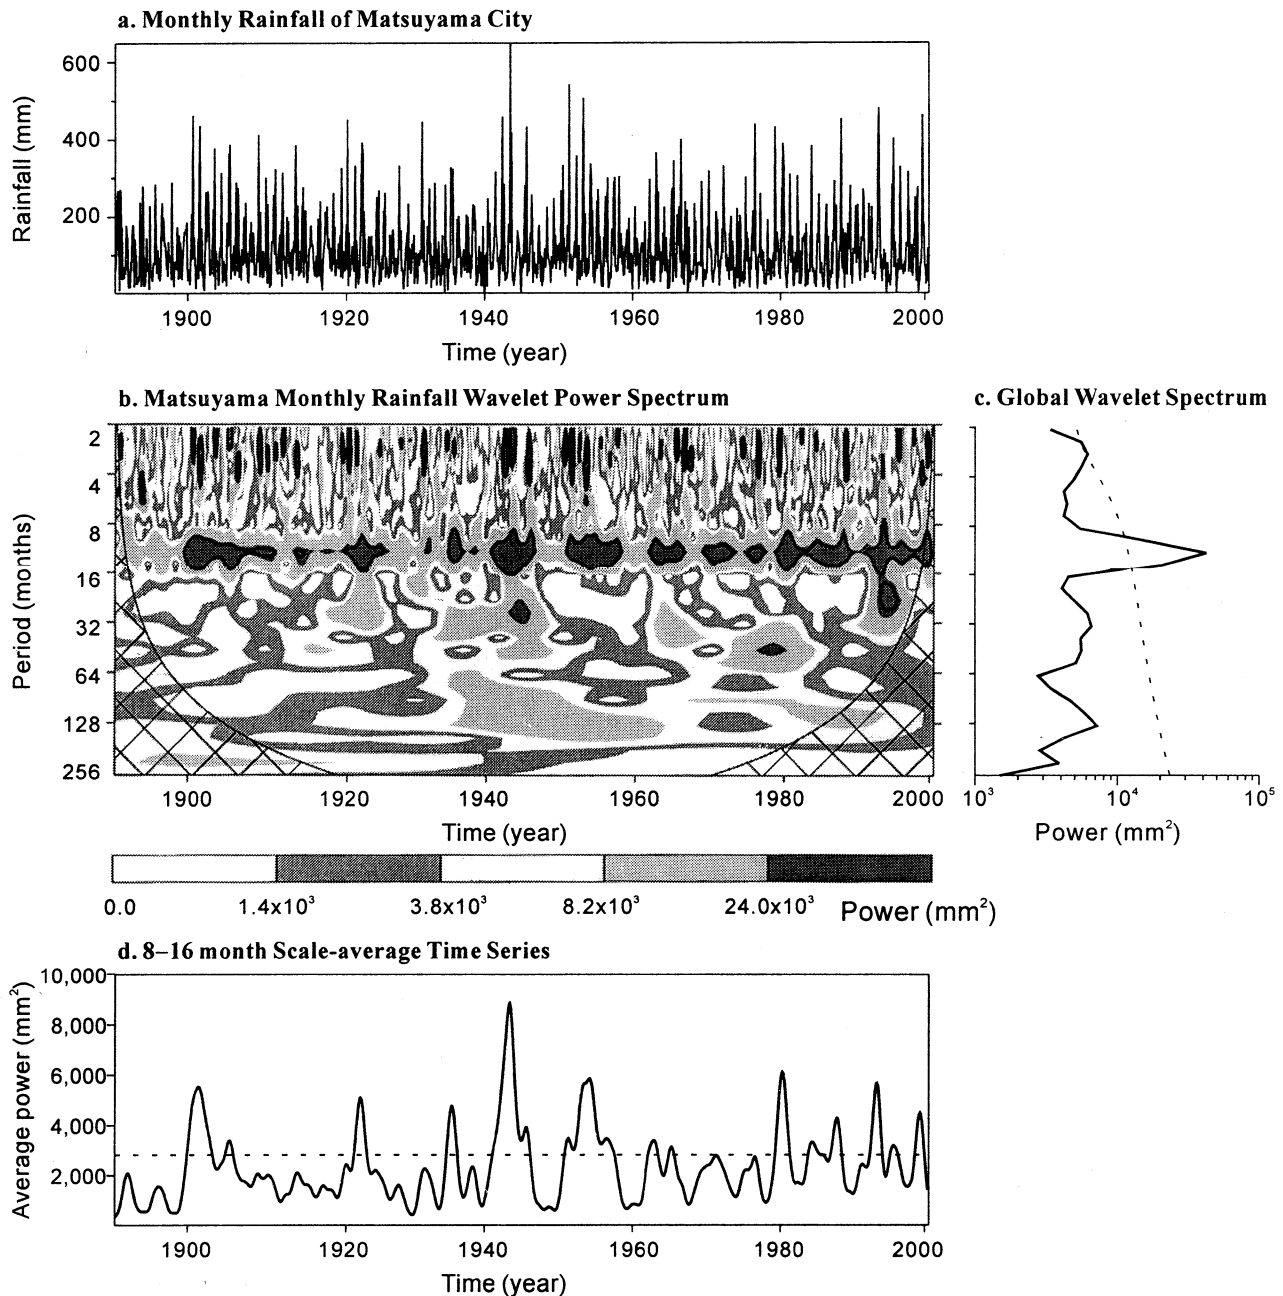 a. Monthly Rainfall of Matsuyama City
600
400
200
Rainfall (mm)
1900 1920 1940 1960 1980 2000
Time (year)
b. Matsuyama Monthly Rainfall Wavelet Power Spectrum
c. Global Wavelet Spectrum
2
4
8
16
32
64
128
256
Period (months)
1900 1920 1940 1960 1980 2000
Time (year)
10³ 10⁴ 10⁵
Power (mm²)
0.0 1.4x10³ 3.8x10³ 8.2x10³ 24.0x10³ Power (mm²)
d. 8–16 month Scale-average Time Series
10,000
8,000
6,000
4,000
2,000
Average power (mm²)
1900 1920 1940 1960 1980 2000
Time (year)